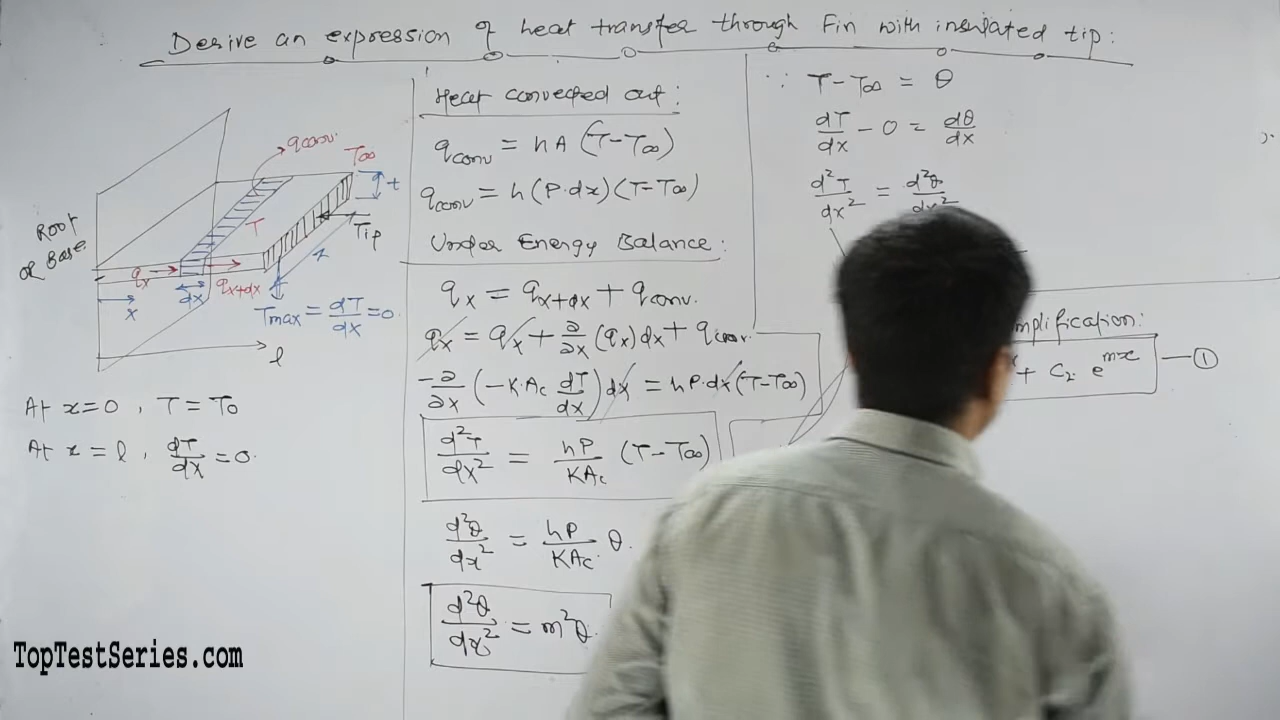 Derive an expression of heat transfer through Fin with insulated tip:
qconv.
T∞
t
Root
or Base
T
Tip
z
qx
qx+dx
dx
x
Tmax = dT/dx = 0.
l
At x=0 , T = To
At x = l , dT/dx = 0.
Heat convected out:
qconv = hA (T-T∞)
qconv = h(P.dx)(T-T∞)
Under Energy Balance:
qx = qx+dx + qconv.
qx = qx + ∂/∂x (qx)dx + qconv.
-∂/∂x (-K.Ac dT/dx) dx = hP.dx(T-T∞)
d²T/dx² = hP/KAc (T-T∞)
d²θ/dx² = hP/KAc. θ.
d²θ/dx² = m²θ.
∵ T-T∞ = θ
dT/dx - 0 = dθ/dx
d²T/dx² = d²θ/dx²
mplification:
+ C2. e^mx — ①
TopTestSeries.com